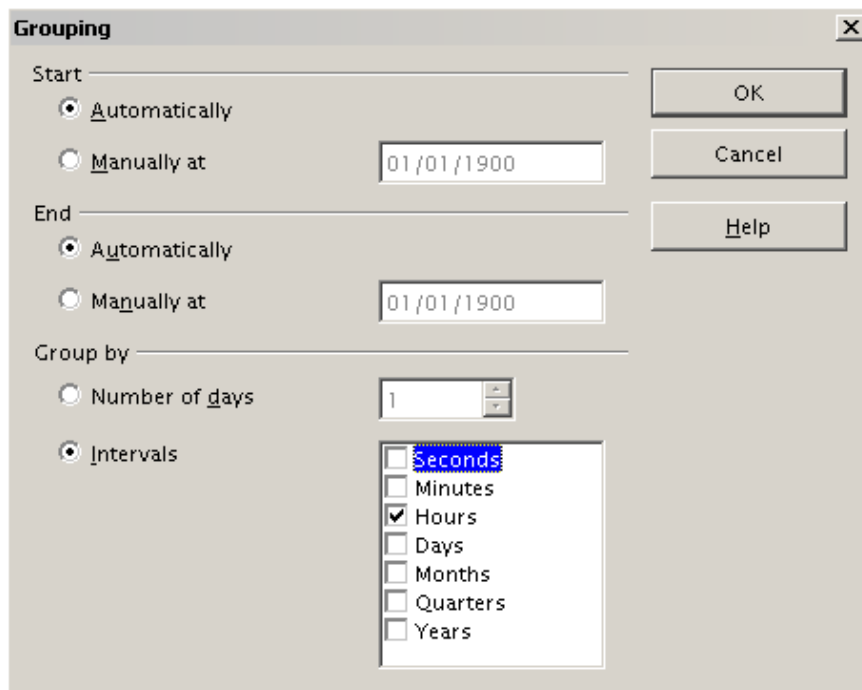 Grouping
Start
Automatically
Manually at 01/01/1900
End
Automatically
Manually at 01/01/1900
Group by
Number of days 1
Intervals
Seconds
Minutes
Hours
Days
Months
Quarters
Years
OK
Cancel
Help